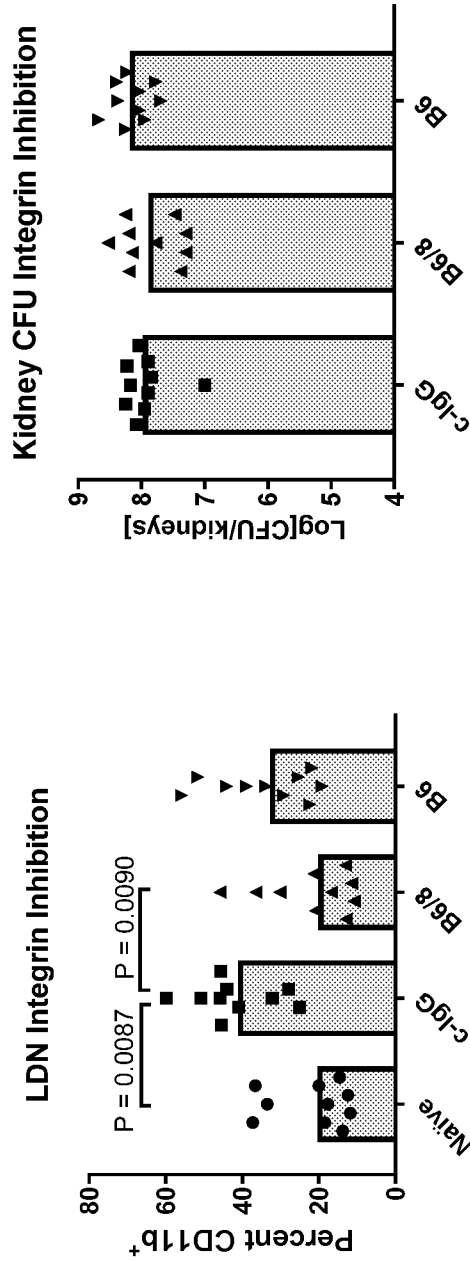 LDN Integrin Inhibition
P = 0.0087
P = 0.0090
Percent CD11b+
80
60
40
20
0
Naive
c-IgG
B6/8
B6
Kidney CFU Integrin Inhibition
Log[CFU/kidneys]
9
8
7
6
5
4
c-IgG
B6/8
B6